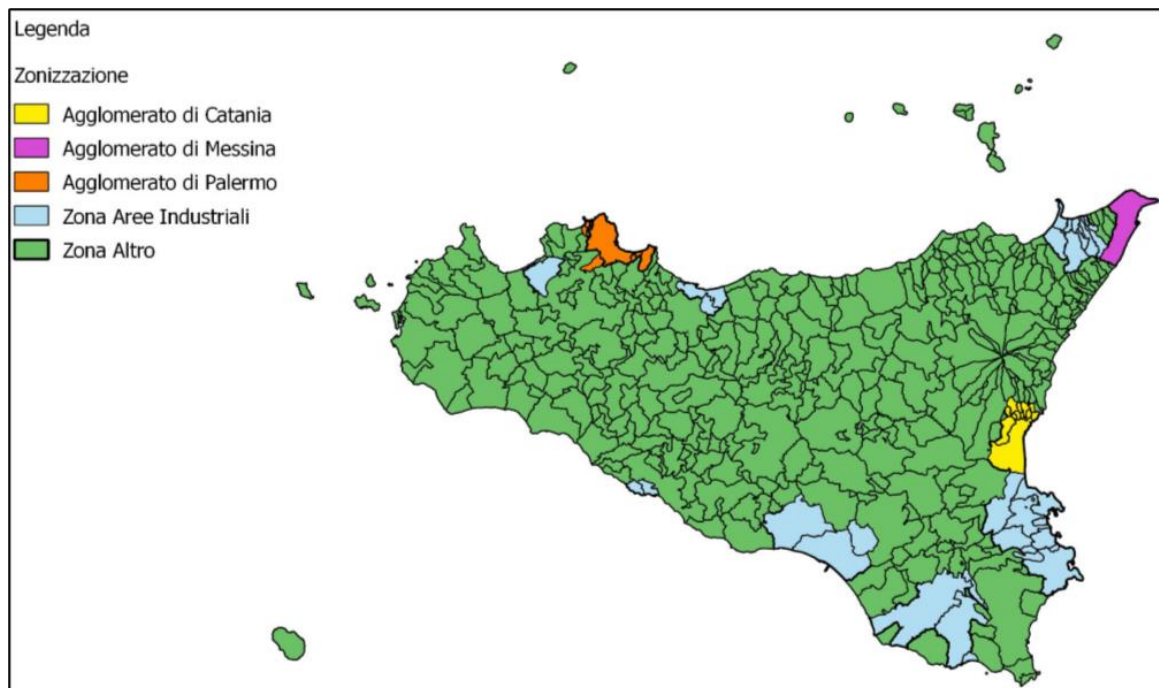 Legenda
Zonizzazione
Agglomerato di Catania
Agglomerato di Messina
Agglomerato di Palermo
Zona Aree Industriali
Zona Altro